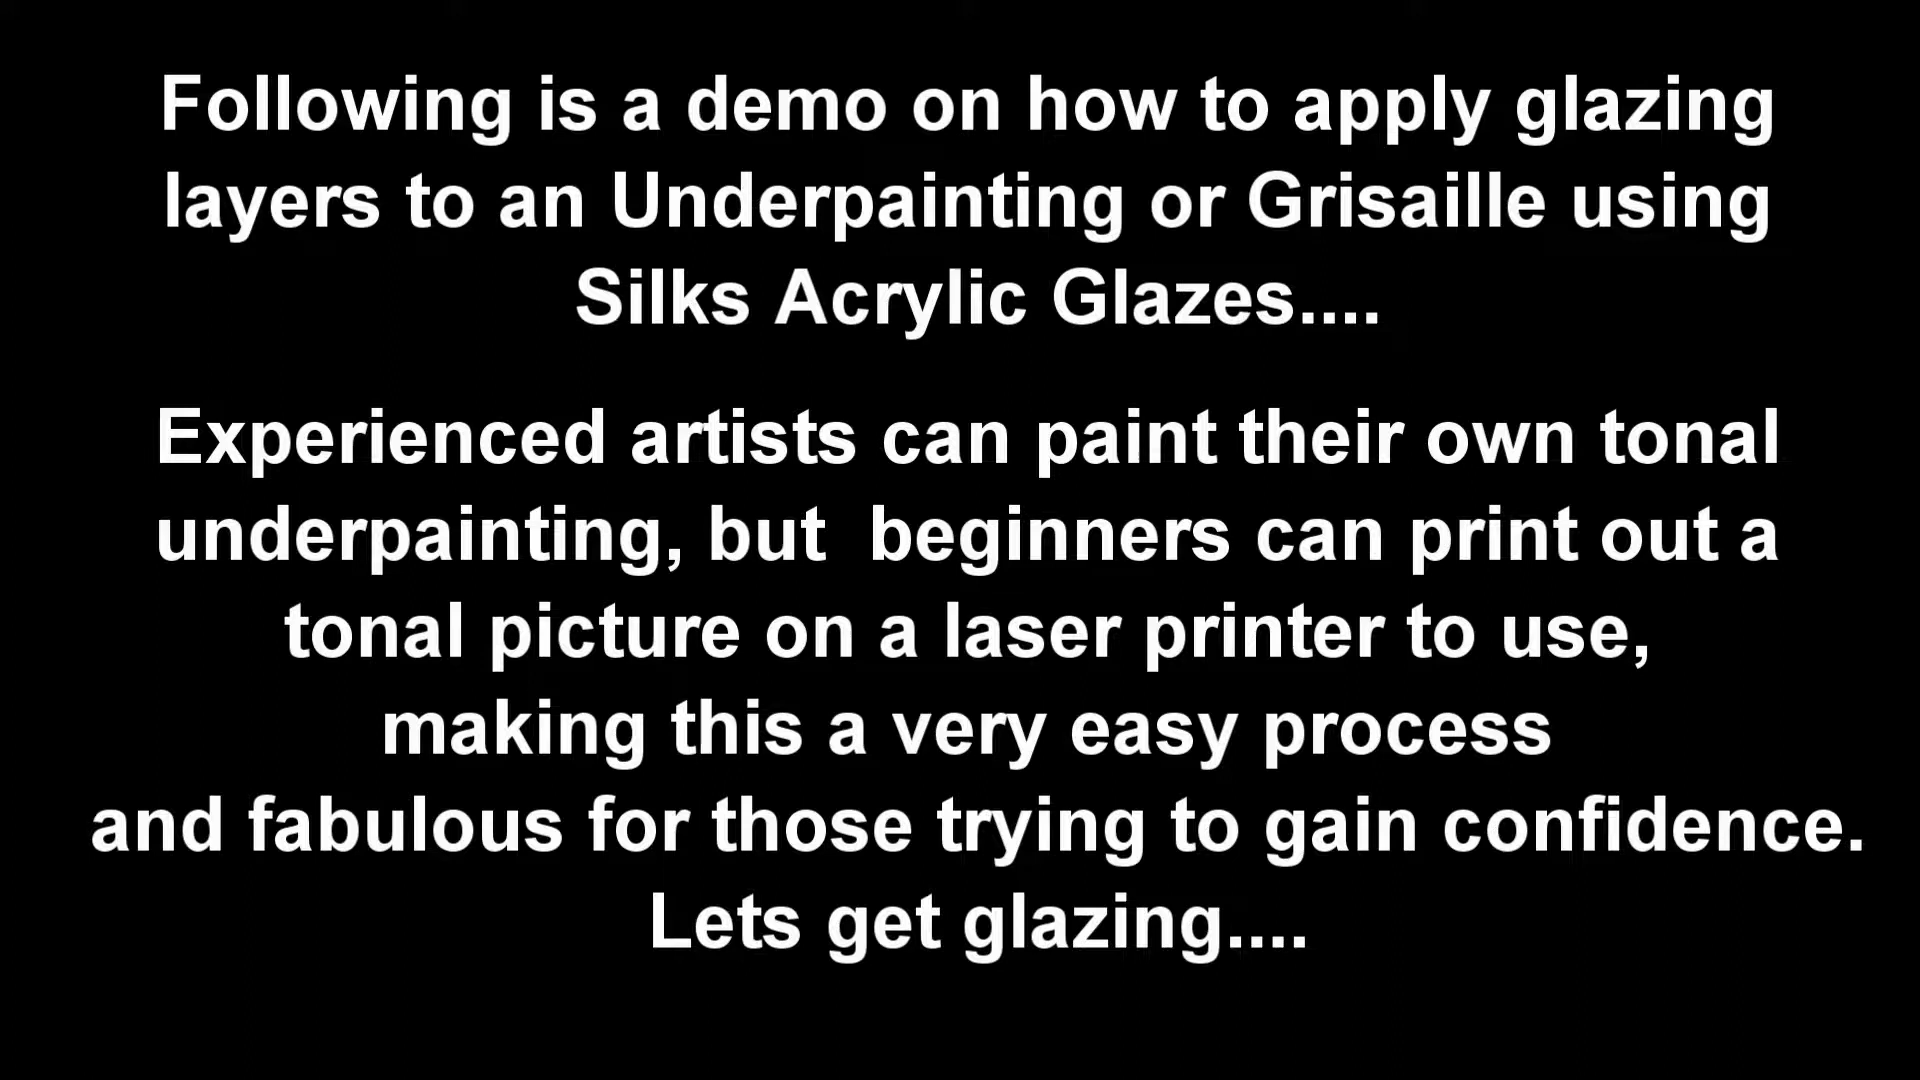 Following is a demo on how to apply glazing
layers to an Underpainting or Grisaille using
Silks Acrylic Glazes....
Experienced artists can paint their own tonal
underpainting, but  beginners can print out a
tonal picture on a laser printer to use,
making this a very easy process
and fabulous for those trying to gain confidence.
Lets get glazing....